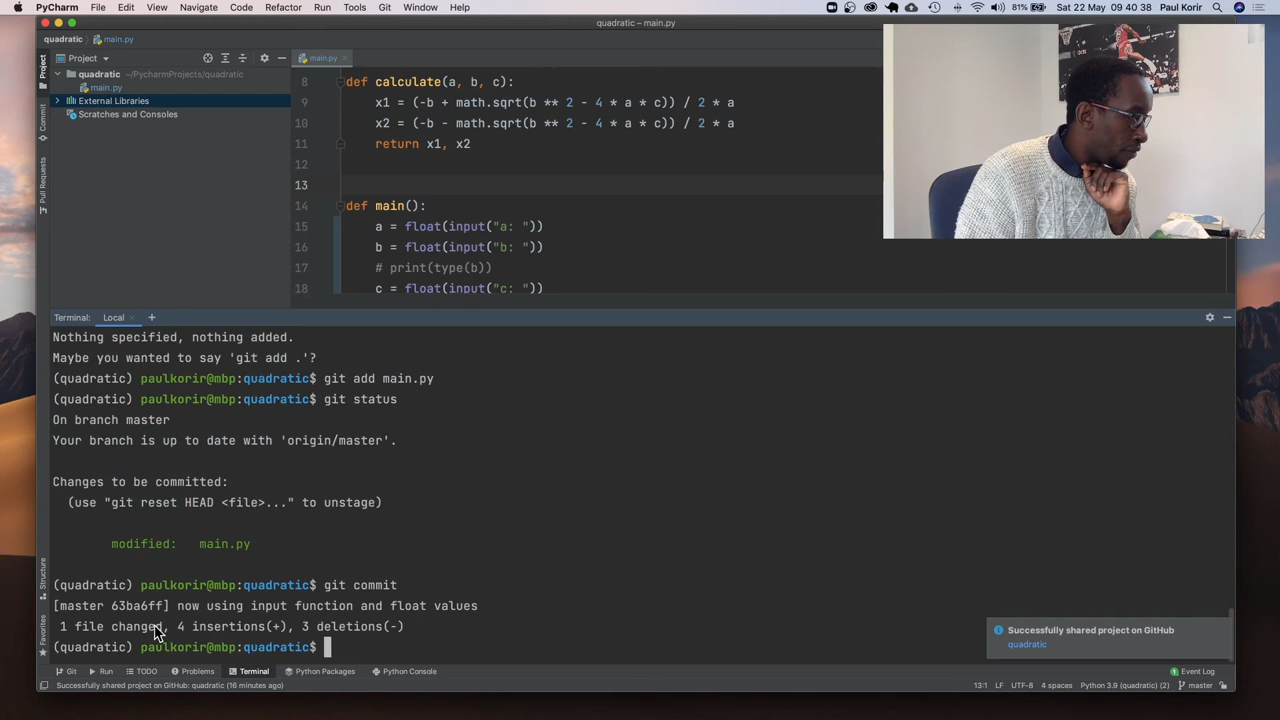 PyCharm File Edit View Navigate Code Refactor Run Tools Git Window Help 81% Sat 22 May 09 40 38 Paul Korir
quadratic – main.py
quadratic main.py
Project
Project
main.py
quadratic ~/PycharmProjects/quadratic
main.py
External Libraries
Scratches and Consoles
Commit
Pull Requests
8 def calculate(a, b, c):
9 x1 = (-b + math.sqrt(b ** 2 - 4 * a * c)) / 2 * a
10 x2 = (-b - math.sqrt(b ** 2 - 4 * a * c)) / 2 * a
11 return x1, x2
12
13
14 def main():
15 a = float(input("a: "))
16 b = float(input("b: "))
17 # print(type(b))
18 c = float(input("c: "))
Terminal: Local
Nothing specified, nothing added.
Maybe you wanted to say 'git add .'?
(quadratic) paulkorir@mbp:quadratic$ git add main.py
(quadratic) paulkorir@mbp:quadratic$ git status
On branch master
Your branch is up to date with 'origin/master'.
Changes to be committed:
(use "git reset HEAD <file>..." to unstage)
modified: main.py
(quadratic) paulkorir@mbp:quadratic$ git commit
[master 63ba6ff] now using input function and float values
1 file changed, 4 insertions(+), 3 deletions(-)
(quadratic) paulkorir@mbp:quadratic$
Structure
Favorites
Successfully shared project on GitHub
quadratic
Git Run TODO Problems Terminal Python Packages Python Console 1 Event Log
Successfully shared project on GitHub: quadratic (16 minutes ago) 13:1 LF UTF-8 4 spaces Python 3.9 (quadratic) (2) master